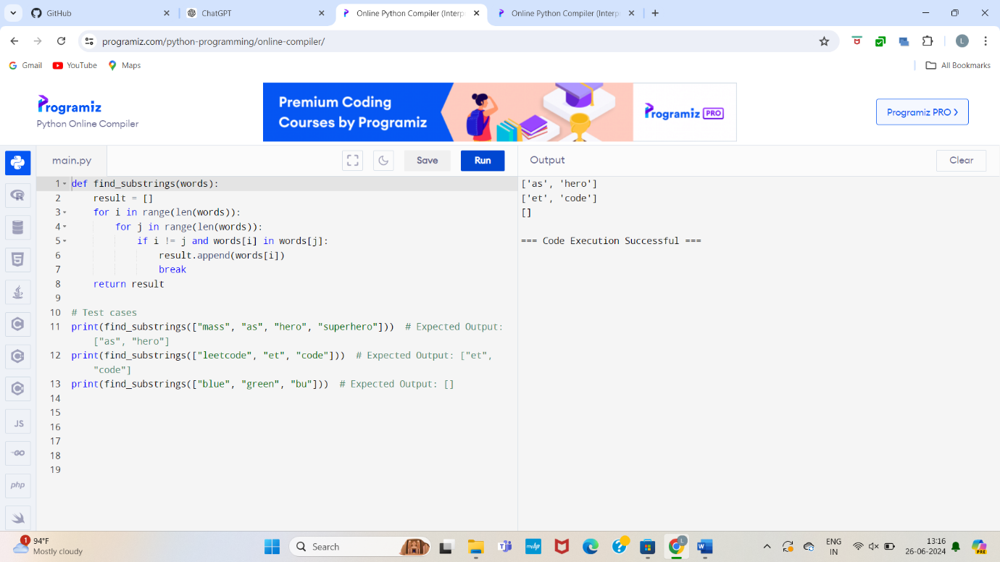 GitHub
ChatGPT
Online Python Compiler (Interp
Online Python Compiler (Interp
programiz.com/python-programming/online-compiler/
L
Gmail
YouTube
Maps
All Bookmarks
Programiz
Python Online Compiler
Premium Coding
Courses by Programiz
Programiz PRO
Programiz PRO
main.py
Save
Run
Output
Clear
1 def find_substrings(words):
2 result = []
3 for i in range(len(words)):
4 for j in range(len(words)):
5 if i != j and words[i] in words[j]:
6 result.append(words[i])
7 break
8 return result
9
10 # Test cases
11 print(find_substrings(["mass", "as", "hero", "superhero"]))  # Expected Output:
["as", "hero"]
12 print(find_substrings(["leetcode", "et", "code"]))  # Expected Output: ["et",
"code"]
13 print(find_substrings(["blue", "green", "bu"]))  # Expected Output: []
14
15
16
17
18
19
['as', 'hero']
['et', 'code']
[]
=== Code Execution Successful ===
JS
GO
php
1
94°F
Mostly cloudy
Search
myhp
L
W
ENG
IN
13:16
26-06-2024
PRE